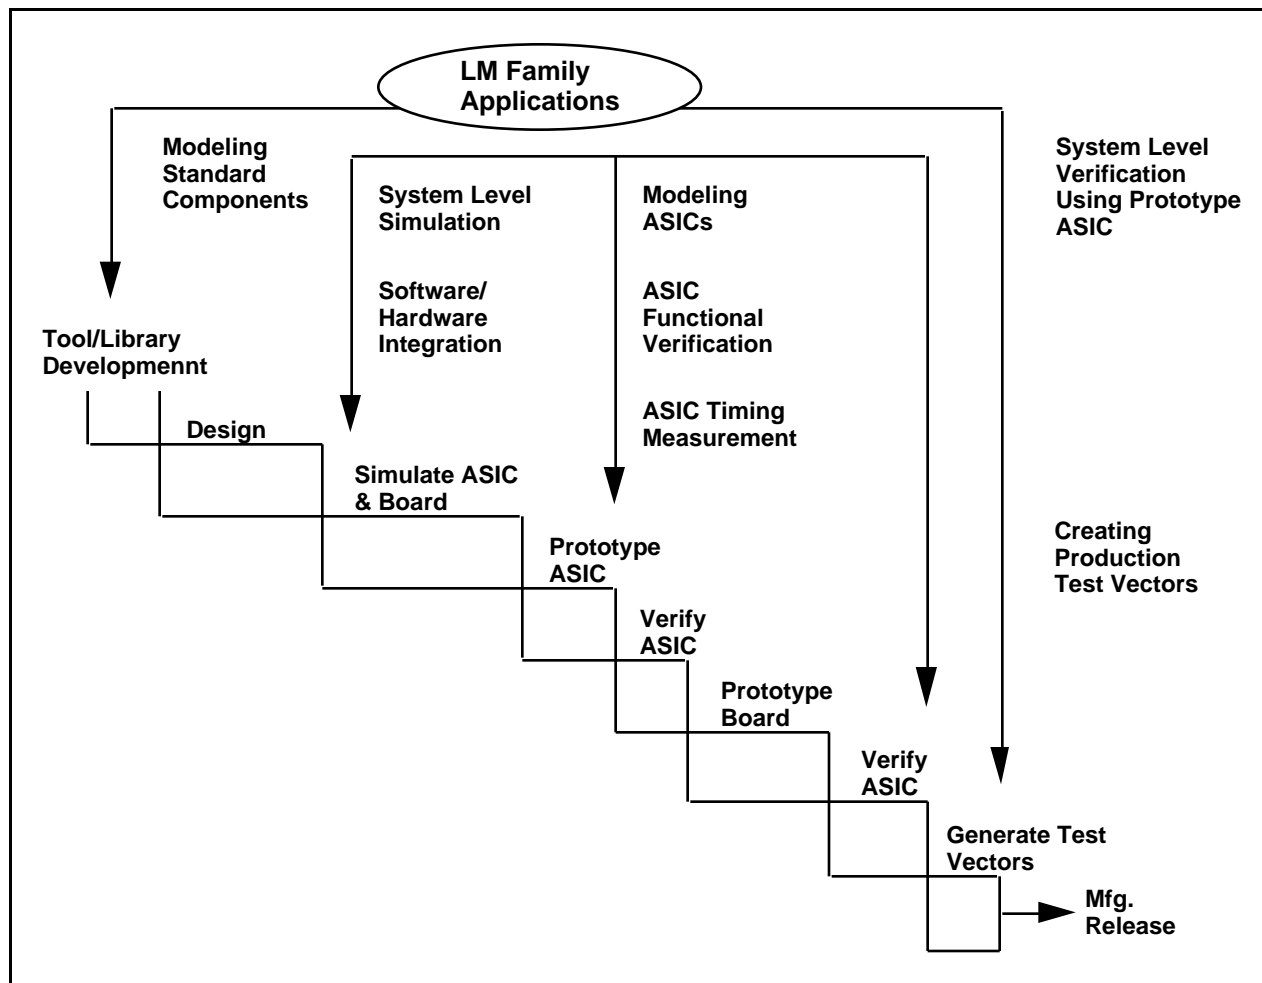 LM Family
Applications
Modeling
Standard
Components
System Level
Simulation
Software/
Hardware
Integration
Modeling
ASICs
ASIC
Functional
Verification
ASIC Timing
Measurement
System Level
Verification
Using Prototype
ASIC
Creating
Production
Test Vectors
Tool/Library
Developmennt
Design
Simulate ASIC
& Board
Prototype
ASIC
Verify
ASIC
Prototype
Board
Verify
ASIC
Generate Test
Vectors
Mfg.
Release